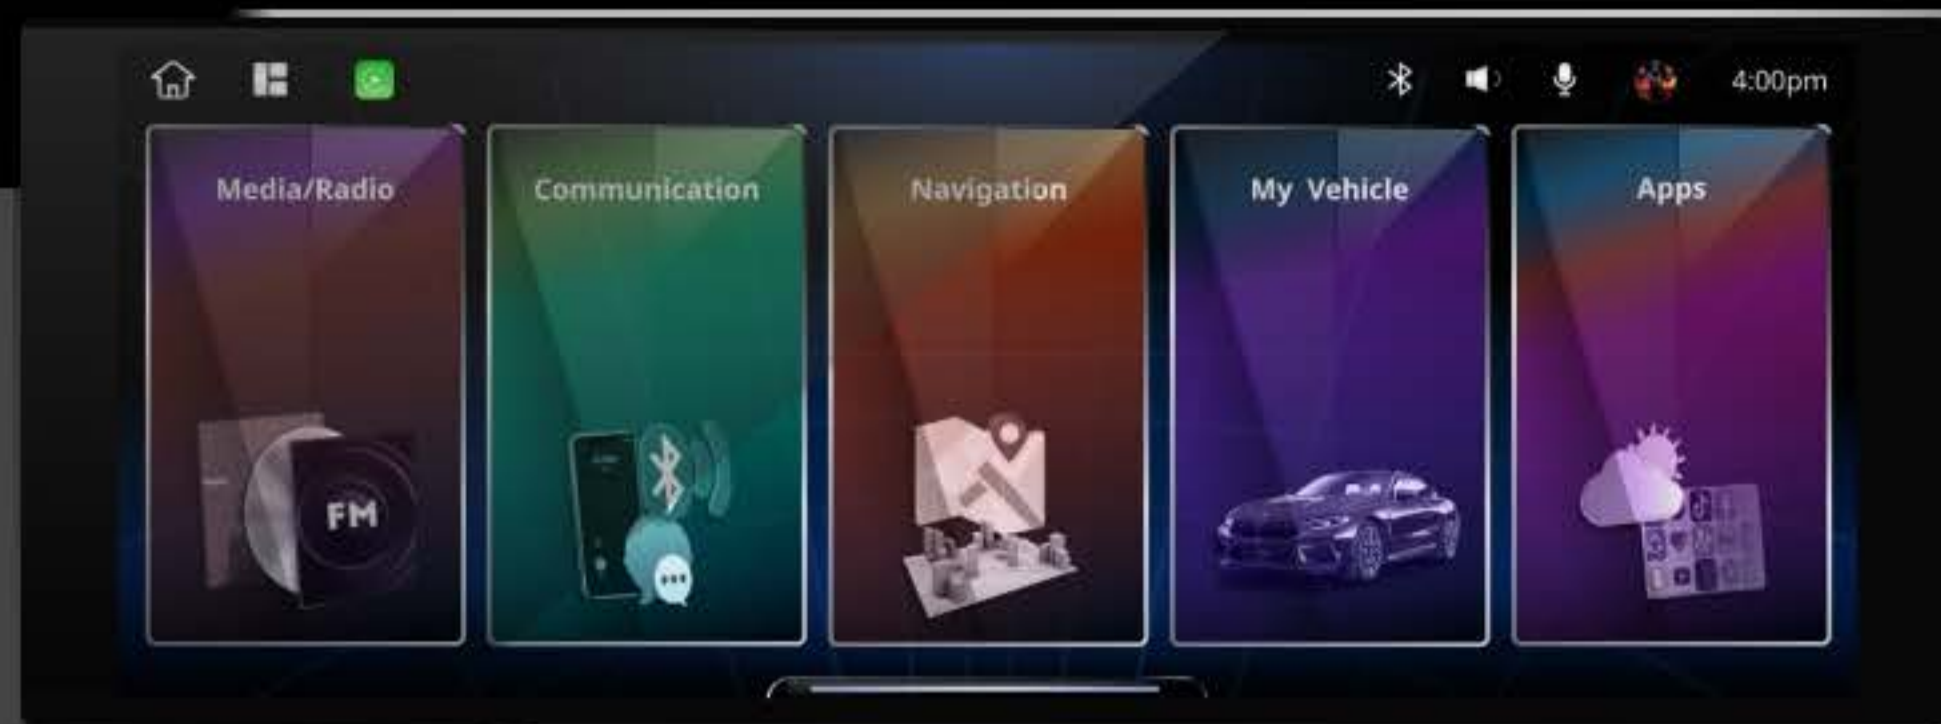 4:00pm
Media/Radio
Communication
Navigation
My Vehicle
Apps
FM